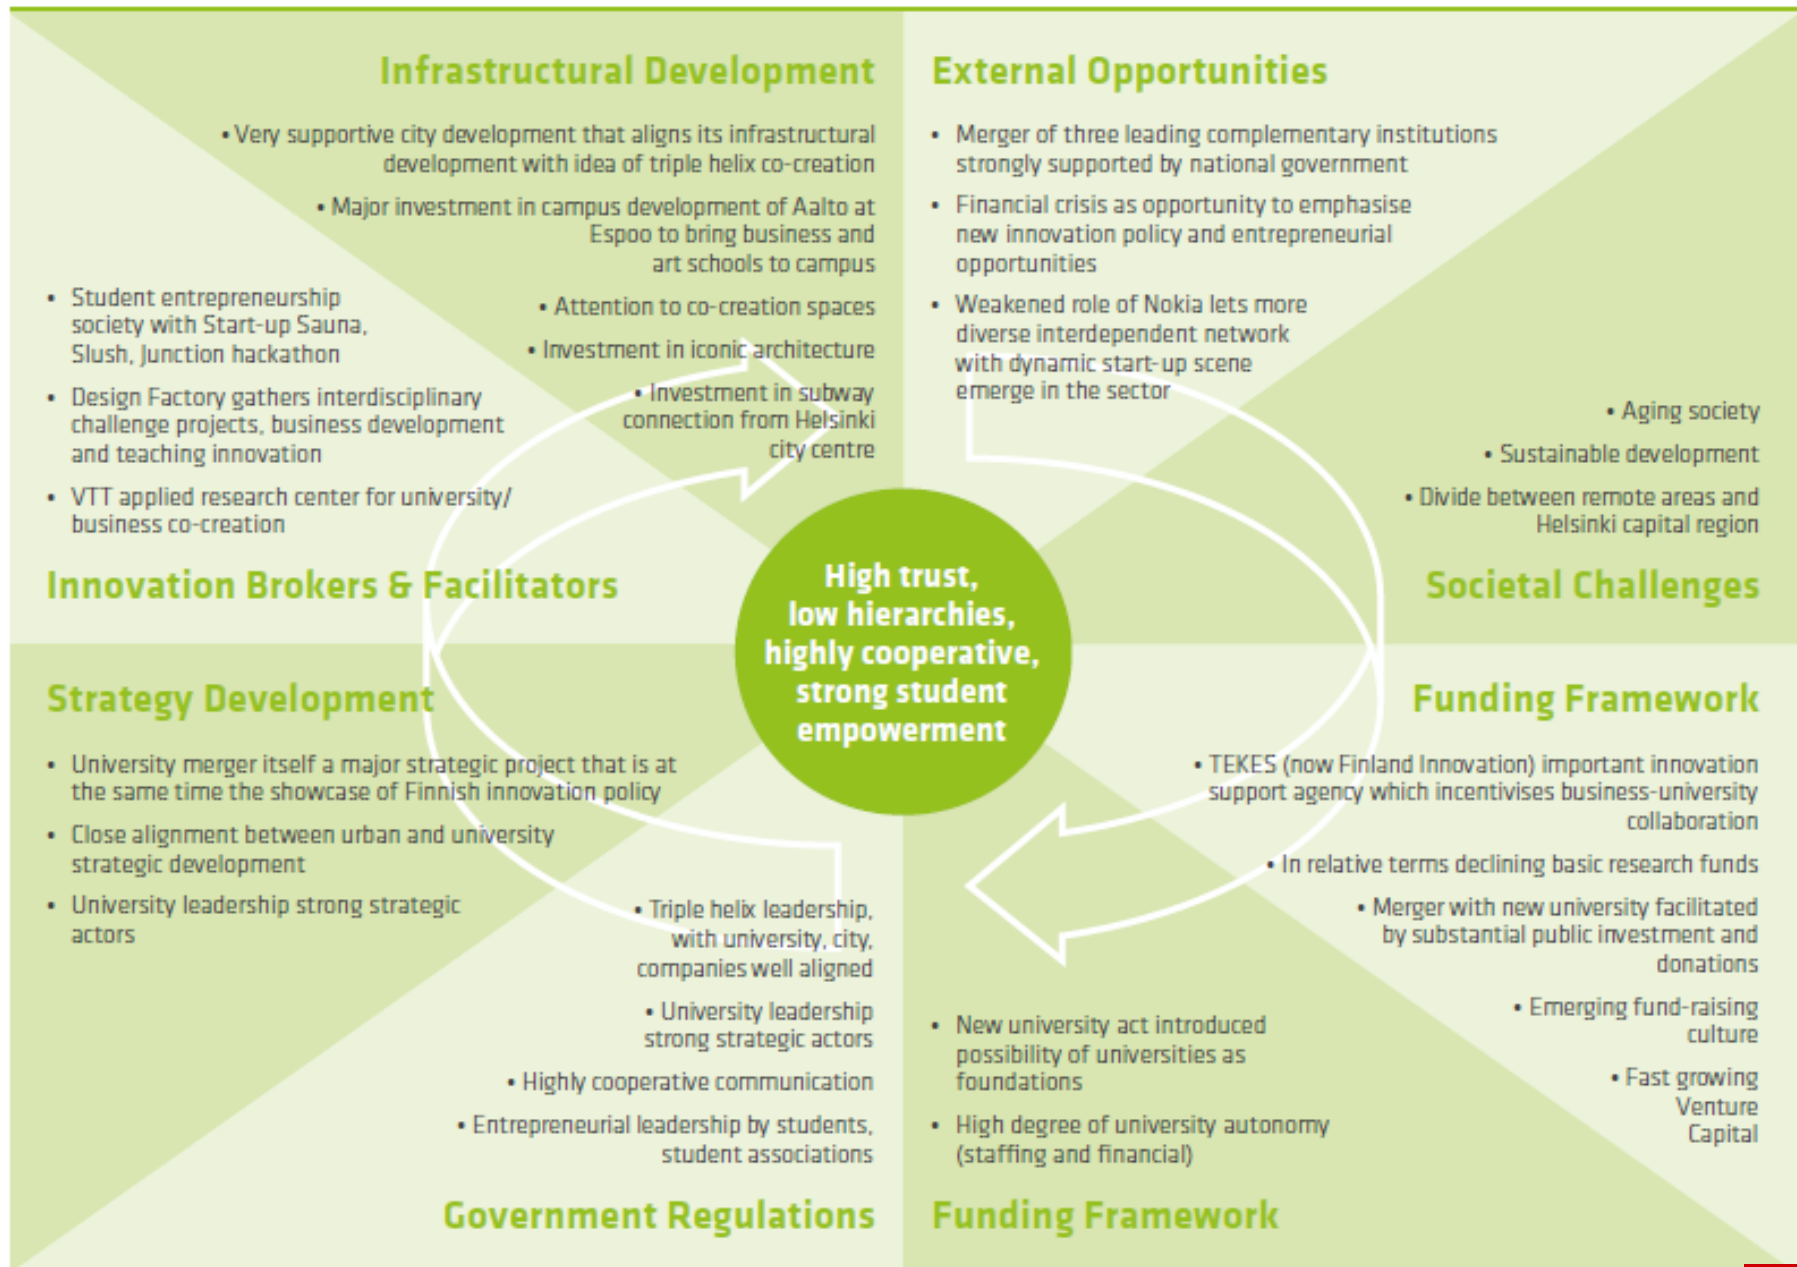 Infrastructural Development
• Very supportive city development that aligns its infrastructural
development with idea of triple helix co-creation
• Major investment in campus development of Aalto at
Espoo to bring business and
art schools to campus
• Attention to co-creation spaces
• Investment in iconic architecture
• Investment in subway
connection from Helsinki
city centre
External Opportunities
• Merger of three leading complementary institutions
strongly supported by national government
• Financial crisis as opportunity to emphasise
new innovation policy and entrepreneurial
opportunities
• Weakened role of Nokia lets more
diverse interdependent network
with dynamic start-up scene
emerge in the sector
• Student entrepreneurship
society with Start-up Sauna,
Slush, Junction hackathon
• Design Factory gathers interdisciplinary
challenge projects, business development
and teaching innovation
• VTT applied research center for university/
business co-creation
Innovation Brokers & Facilitators
• Aging society
• Sustainable development
• Divide between remote areas and
Helsinki capital region
Societal Challenges
High trust,
low hierarchies,
highly cooperative,
strong student
empowerment
Strategy Development
• University merger itself a major strategic project that is at
the same time the showcase of Finnish innovation policy
• Close alignment between urban and university
strategic development
• University leadership strong strategic
actors
Funding Framework
• TEKES (now Finland Innovation) important innovation
support agency which incentivises business-university
collaboration
• In relative terms declining basic research funds
• Merger with new university facilitated
by substantial public investment and
donations
• Emerging fund-raising
culture
• Fast growing
Venture
Capital
• Triple helix leadership,
with university, city,
companies well aligned
• University leadership
strong strategic actors
• Highly cooperative communication
• Entrepreneurial leadership by students,
student associations
Government Regulations
• New university act introduced
possibility of universities as
foundations
• High degree of university autonomy
(staffing and financial)
Funding Framework